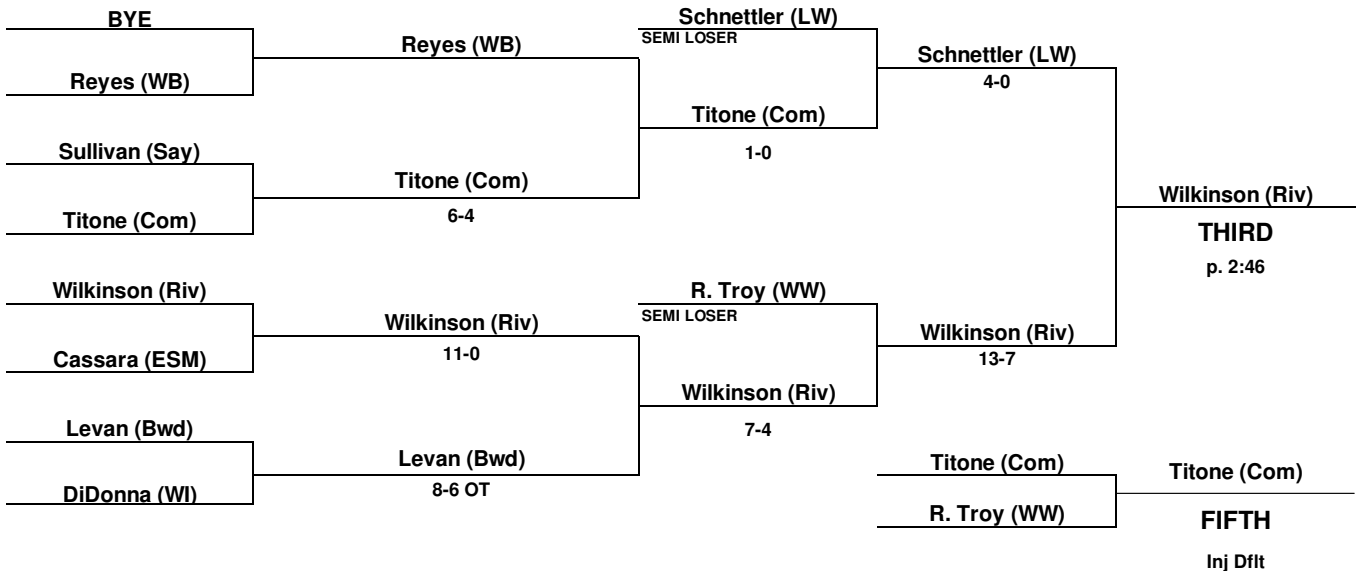 BYE
Reyes (WB)
Reyes (WB)
Sullivan (Say)
Titone (Com)
Titone (Com)
6-4
Wilkinson (Riv)
Cassara (ESM)
Wilkinson (Riv)
11-0
Levan (Bwd)
DiDonna (WI)
Levan (Bwd)
8-6 OT
Schnettler (LW)
SEMI LOSER
Titone (Com)
1-0
Schnettler (LW)
4-0
R. Troy (WW)
SEMI LOSER
Wilkinson (Riv)
7-4
Wilkinson (Riv)
13-7
Wilkinson (Riv)
THIRD
p. 2:46
Titone (Com)
R. Troy (WW)
Titone (Com)
FIFTH
Inj Dflt